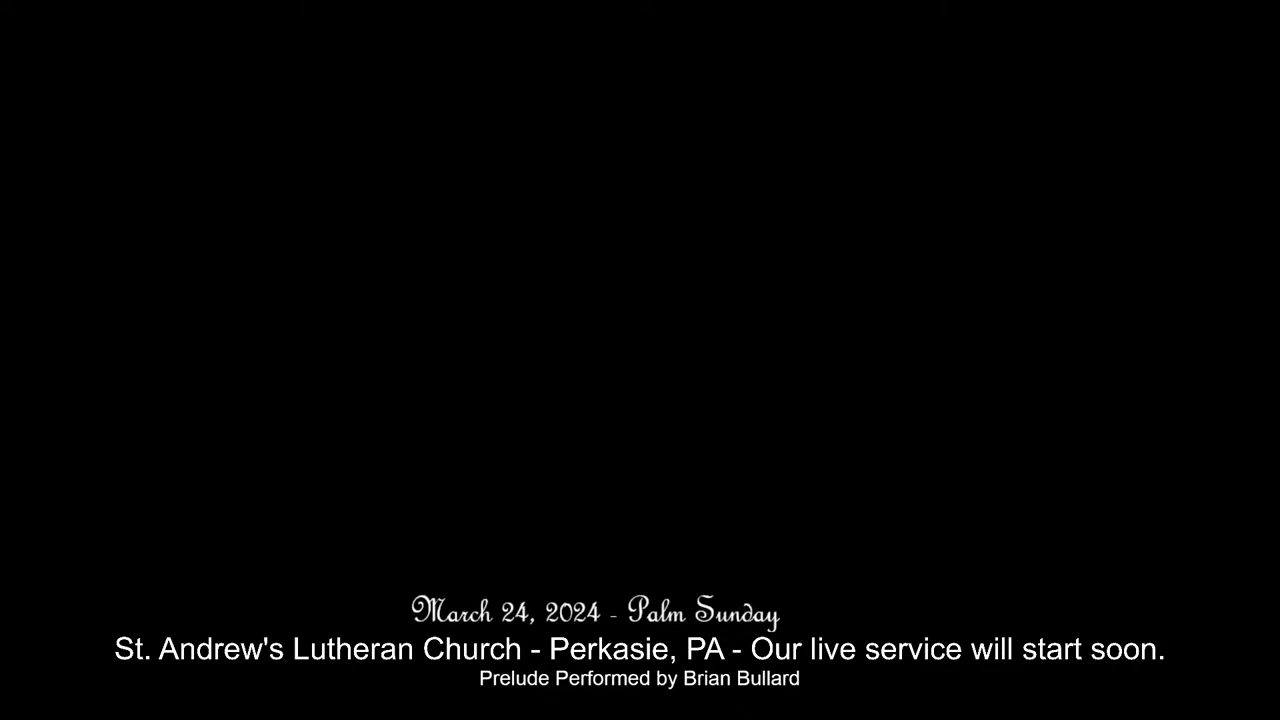 March 24, 2024 - Palm Sunday
St. Andrew's Lutheran Church - Perkasie, PA - Our live service will start soon.
Prelude Performed by Brian Bullard